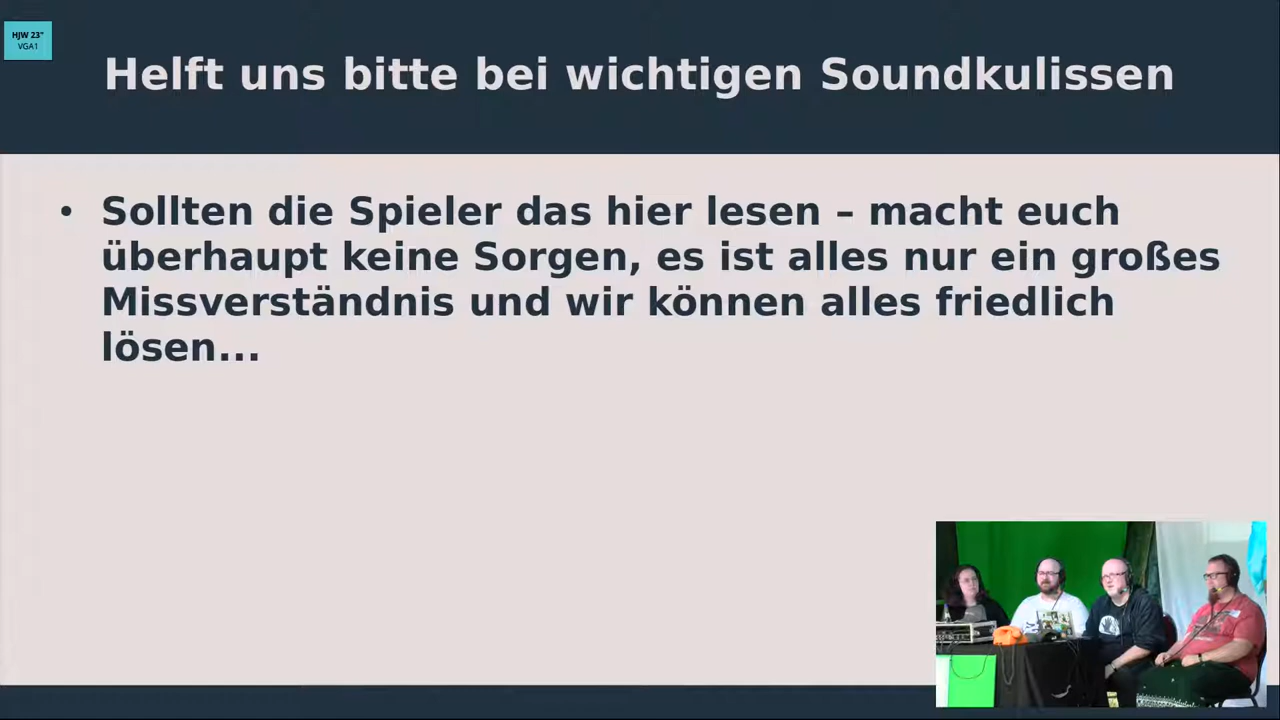 HJW 23"
VGA1
Helft uns bitte bei wichtigen Soundkulissen
• Sollten die Spieler das hier lesen – macht euch
überhaupt keine Sorgen, es ist alles nur ein großes
Missverständnis und wir können alles friedlich
lösen...